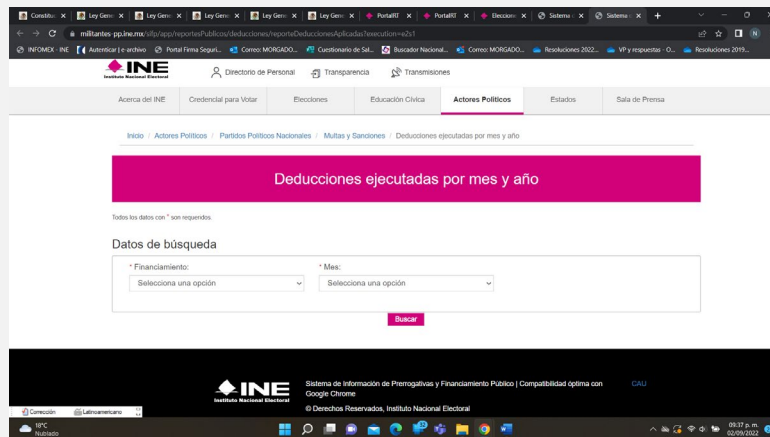 Constituc
Ley Gene
Ley Gene
Ley Gene
Ley Gene
Ley Gene
PortalRT
PortalRT
Eleccione
Sistema
Sistema
militantes-pp.ine.mx/sifp/app/reportesPublicos/deducciones/reporteDeduccionesAplicadas?execution=e2s1
INFOMEX - INE
Autenticar | e-archivo
Portal Firma Seguri...
Correo: MORGADO...
Cuestionario de Sal...
Buscador Nacional...
Correo: MORGADO...
Resoluciones 2022...
VP y respuestas - O...
Resoluciones 2019...
INE
Instituto Nacional Electoral
Directorio de Personal
Transparencia
Transmisiones
Acerca del INE
Credencial para Votar
Elecciones
Educación Cívica
Actores Políticos
Estados
Sala de Prensa
Inicio / Actores Políticos / Partidos Políticos Nacionales / Multas y Sanciones / Deducciones ejecutadas por mes y año
Deducciones ejecutadas por mes y año
Todos los datos con * son requeridos.
Datos de búsqueda
* Financiamiento:
* Mes:
Selecciona una opción
Selecciona una opción
Buscar
INE
Instituto Nacional Electoral
Sistema de Información de Prerrogativas y Financiamiento Público | Compatibilidad óptima con
Google Chrome
© Derechos Reservados, Instituto Nacional Electoral
CAU
Corrección
Latinoamericano
18°C
Nublado
09:37 p. m.
02/09/2022